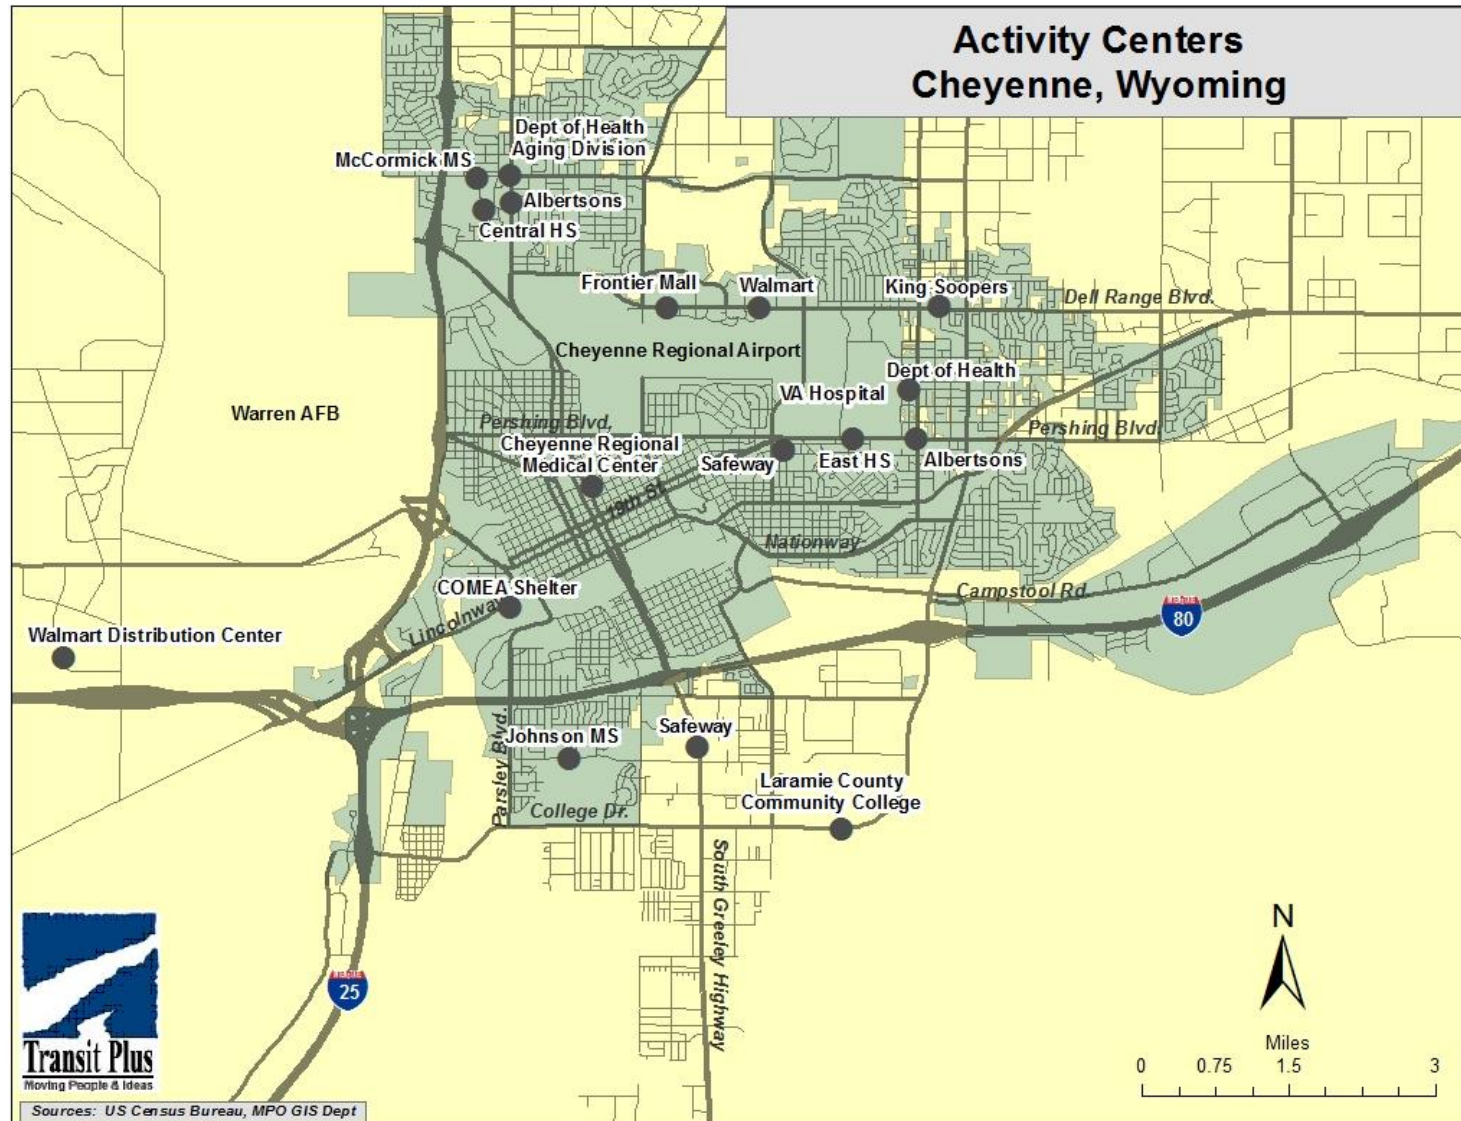 Activity Centers
Cheyenne, Wyoming
Dept of Health
Aging Division
McCormick MS
Albertsons
Central HS
Frontier Mall
Walmart
King Soopers
Dell Range Blvd.
Cheyenne Regional Airport
Dept of Health
VA Hospital
Warren AFB
Pershing Blvd.
Pershing Blvd.
Cheyenne Regional
Medical Center
Safeway
East HS
Albertsons
19th St.
Nationway
COMEA Shelter
Campstool Rd.
80
Lincolnway
Walmart Distribution Center
Parsley Blvd.
Johnson MS
Safeway
Laramie County
Community College
College Dr.
South Greeley Highway
25
N
Miles
0 0.75 1.5 3
Transit Plus
Moving People & Ideas
Sources: US Census Bureau, MPO GIS Dept